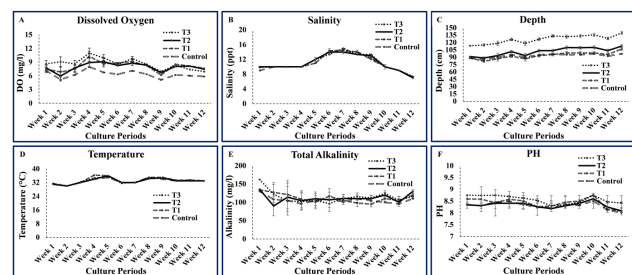 A Dissolved Oxygen
DO (mg/l)
15
12
9
6
3
0
T3
T2
T1
Control
Week 1
Week 2
Week 3
Week 4
Week 5
Week 6
Week 7
Week 8
Week 9
Week 10
Week 11
Week 12
Culture Periods
B Salinity
Salinity (ppt)
20
15
10
5
0
T3
T2
T1
Control
Week 1
Week 2
Week 3
Week 4
Week 5
Week 6
Week 7
Week 8
Week 9
Week 10
Week 11
Week 12
Culture Periods
C Depth
Depth (cm)
150
135
120
105
90
75
60
45
30
15
0
T3
T2
T1
Control
Week 1
Week 2
Week 3
Week 4
Week 5
Week 6
Week 7
Week 8
Week 9
Week 10
Week 11
Week 12
Culture Periods
D Temperature
Temperature (°C)
40
32
24
16
8
0
T3
T2
T1
Control
Week 1
Week 2
Week 3
Week 4
Week 5
Week 6
Week 7
Week 8
Week 9
Week 10
Week 11
Week 12
Culture Periods
E Total Alkalinity
Alkalinity (mg/l)
200
150
100
50
0
T3
T2
T1
Control
Week 1
Week 2
Week 3
Week 4
Week 5
Week 6
Week 7
Week 8
Week 9
Week 10
Week 11
Week 12
Culture Periods
F PH
PH
9.5
9
8.5
8
7.5
T3
T2
T1
Control
Week 1
Week 2
Week 3
Week 4
Week 5
Week 6
Week 7
Week 8
Week 9
Week 10
Week 11
Week 12
Culture Periods